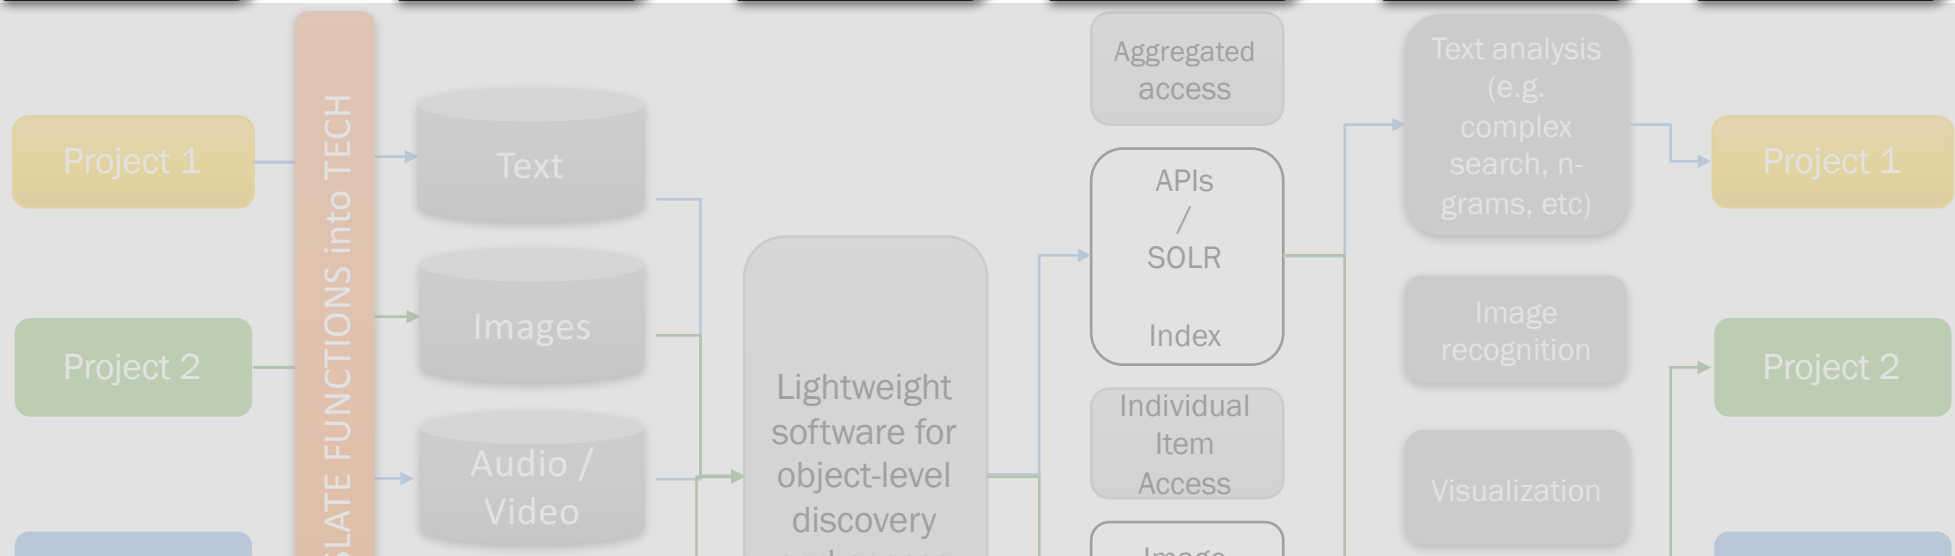 Project 1
Project 2
SLATE FUNCTIONS into TECH
Text
Images
Audio /
Video
Lightweight
software for
object-level
discovery
Aggregated
access
APIs
/
SOLR
Index
Individual
Item
Access
Image
Text analysis
(e.g.
complex
search, n-
grams, etc)
Image
recognition
Visualization
Project 1
Project 2